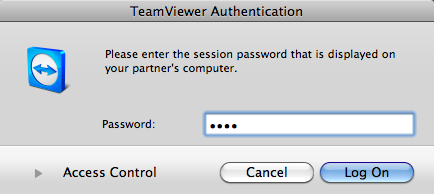 TeamViewer Authentication
Please enter the session password that is displayed on
your partner's computer.
Password: ••••
Access Control Cancel Log On